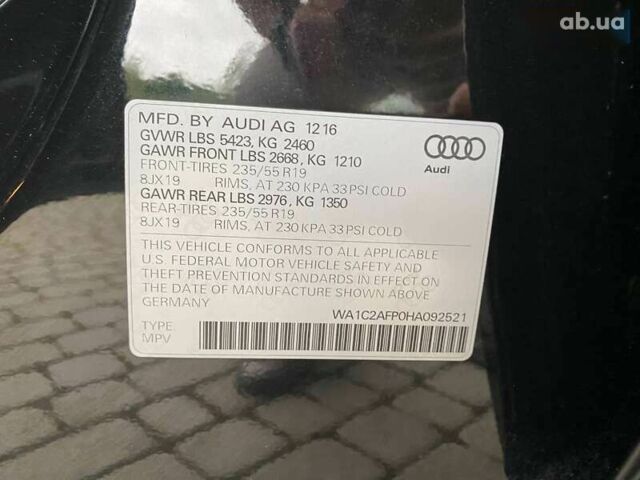 ab.ua
MFD. BY AUDI AG 12 16
GVWR LBS 5423, KG 2460
GAWR FRONT LBS 2668, KG 1210
FRONT-TIRES 235/55 R19
8JX19 RIMS, AT 230 KPA 33 PSI COLD
GAWR REAR LBS 2976, KG 1350
REAR-TIRES 235/55 R19
8JX19 RIMS, AT 230 KPA 33 PSI COLD
Audi
THIS VEHICLE CONFORMS TO ALL APPLICABLE
U.S. FEDERAL MOTOR VEHICLE SAFETY AND
THEFT PREVENTION STANDARDS IN EFFECT ON
THE DATE OF MANUFACTURE SHOWN ABOVE
GERMANY
WA1C2AFP0HA092521
TYPE:
MPV